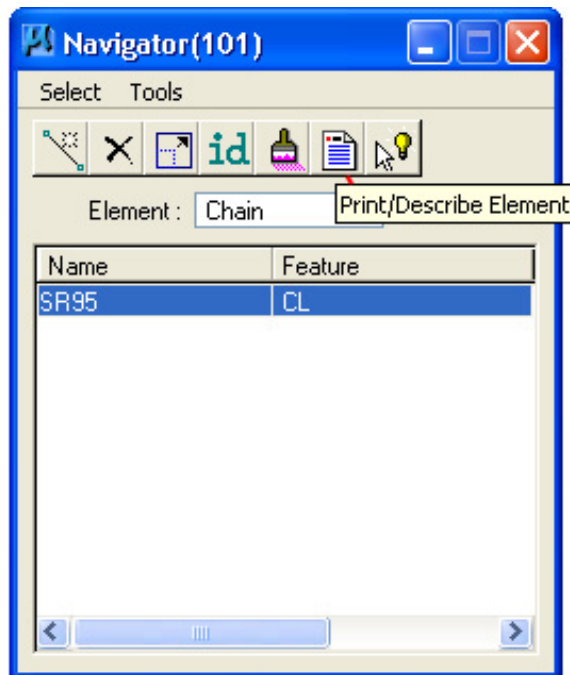 Navigator(101)
Select Tools
id
Print/Describe Element
Element : Chain
Name Feature
SR95 CL